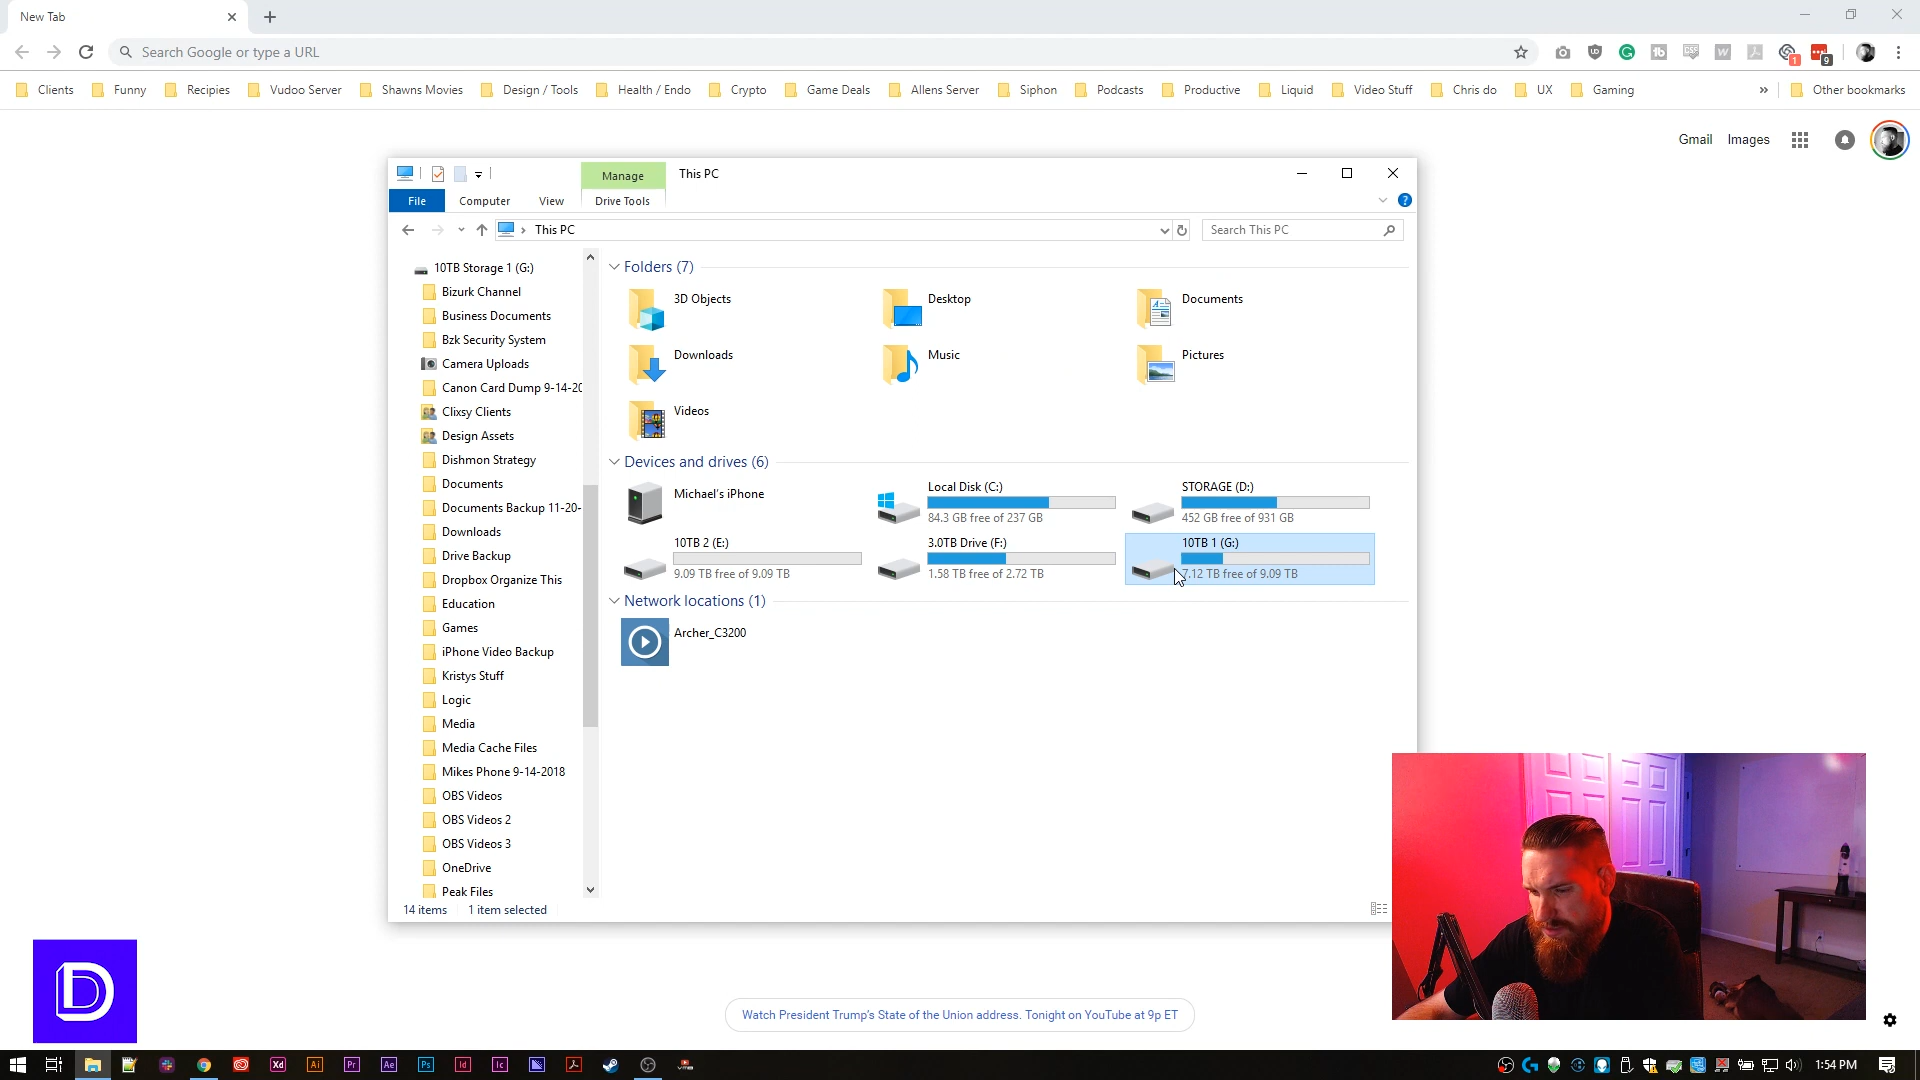 New Tab
Search Google or type a URL
1
9
Clients Funny Recipies Vudoo Server Shawns Movies Design / Tools Health / Endo Crypto Game Deals Allens Server Siphon Podcasts Productive Liquid Video Stuff Chris do UX Gaming » Other bookmarks
Gmail Images
Manage This PC
File Computer View Drive Tools
This PC
Search This PC
10TB Storage 1 (G:)
Bizurk Channel
Business Documents
Bzk Security System
Camera Uploads
Canon Card Dump 9-14-20
Clixsy Clients
Design Assets
Dishmon Strategy
Documents
Documents Backup 11-20-
Downloads
Drive Backup
Dropbox Organize This
Education
Games
iPhone Video Backup
Kristys Stuff
Logic
Media
Media Cache Files
Mikes Phone 9-14-2018
OBS Videos
OBS Videos 2
OBS Videos 3
OneDrive
Peak Files
Folders (7)
3D Objects
Desktop
Documents
Downloads
Music
Pictures
Videos
Devices and drives (6)
Michael's iPhone
Local Disk (C:)
84.3 GB free of 237 GB
STORAGE (D:)
452 GB free of 931 GB
10TB 2 (E:)
9.09 TB free of 9.09 TB
3.0TB Drive (F:)
1.58 TB free of 2.72 TB
10TB 1 (G:)
7.12 TB free of 9.09 TB
Network locations (1)
Archer_C3200
14 items 1 item selected
D
Watch President Trump's State of the Union address. Tonight on YouTube at 9p ET
Xd Ai Pr Ae Ps Id Ic
1:54 PM